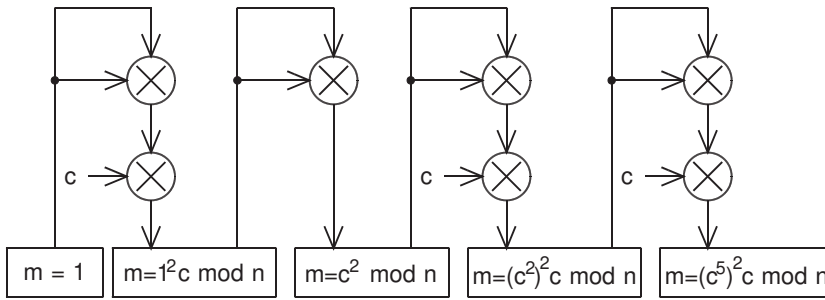 c
c
c
m = 1
m=1²c mod n
m=c² mod n
m=(c²)²c mod n
m=(c⁵)²c mod n